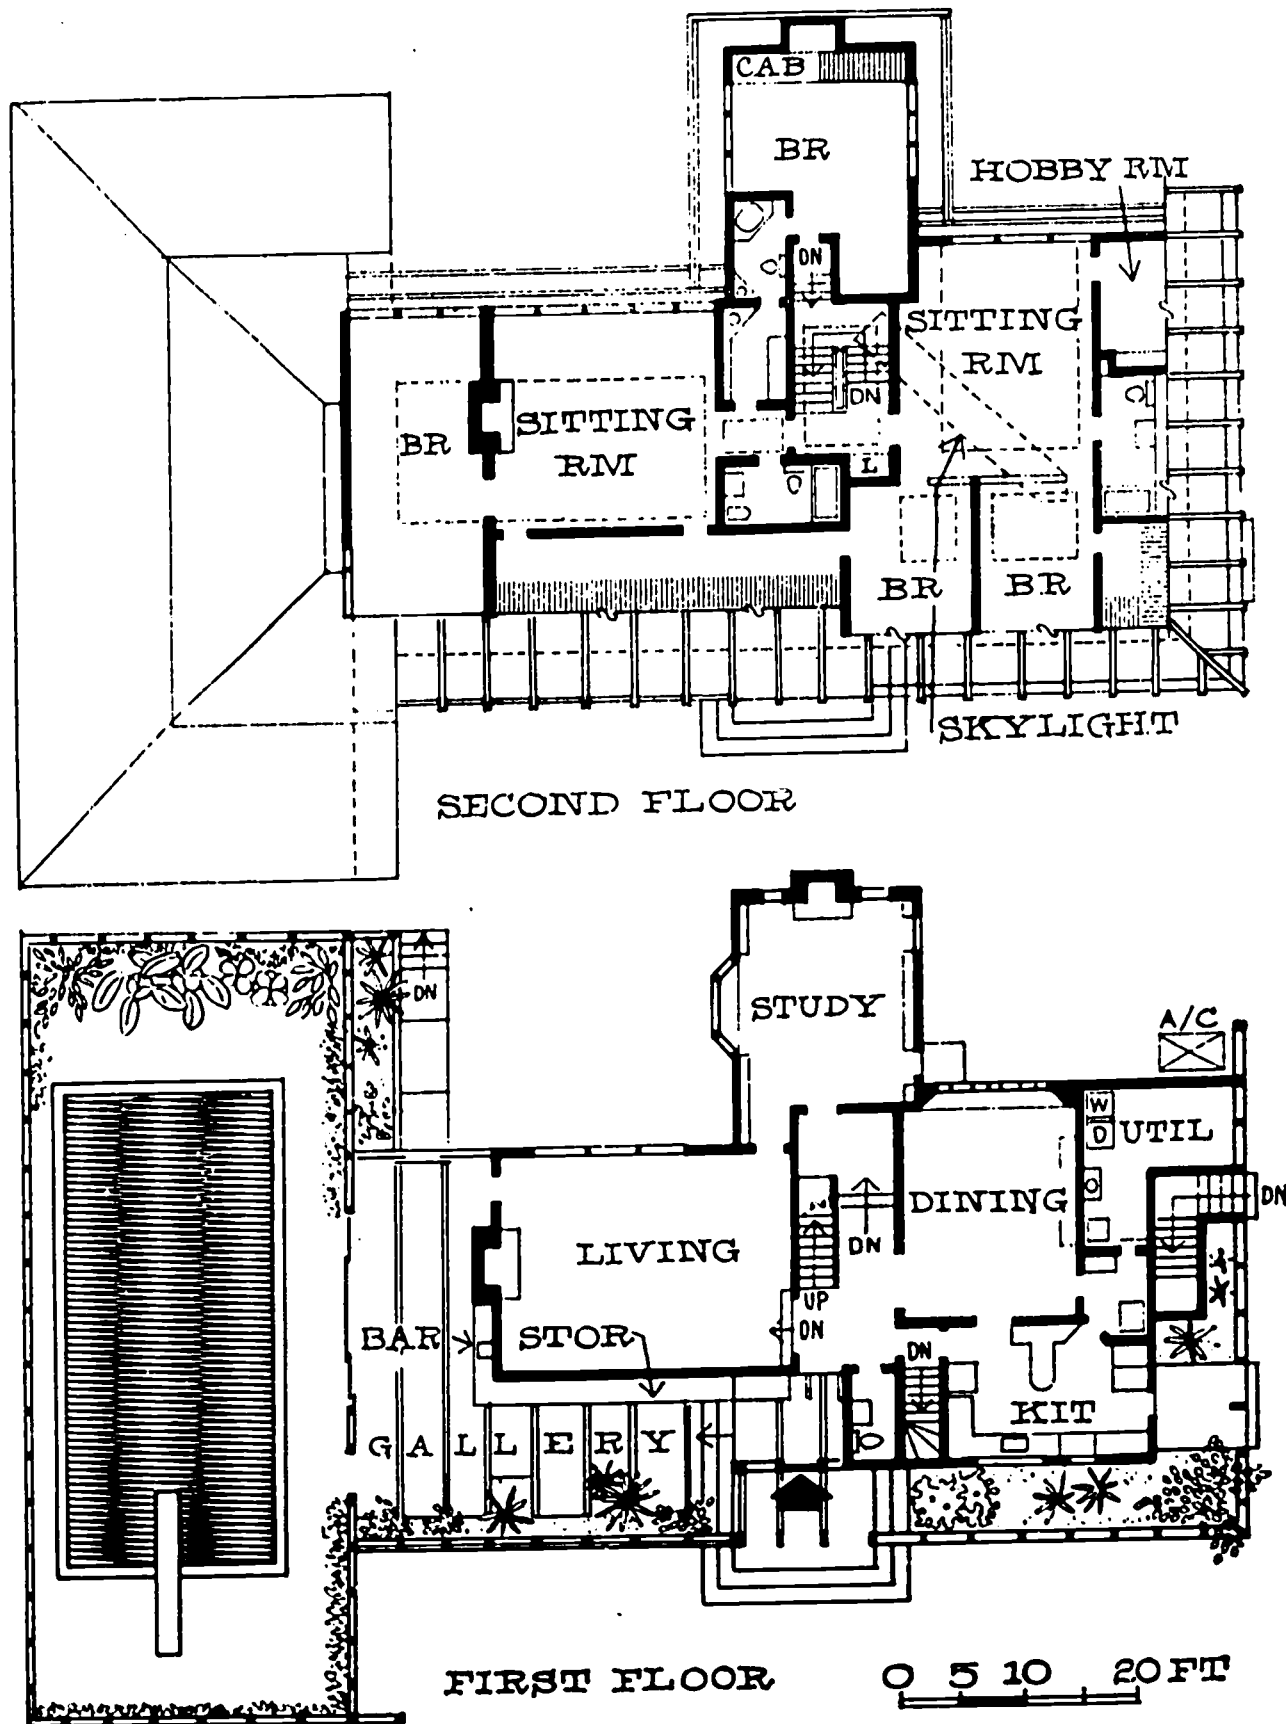 CAB
BR
HOBBY RM
DN
SITTING
RM
DN
BR
SITTING
RM
L
BR
BR
SKYLIGHT
SECOND FLOOR
DN
STUDY
A/C
W
D
UTIL
DINING
DN
LIVING
DN
UP
DN
BAR
STOR
DN
KIT
GALLERY
FIRST FLOOR
0 5 10 20 FT